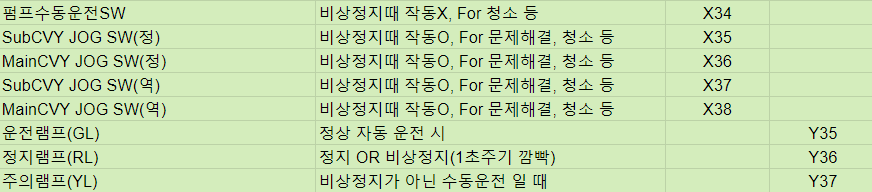 펌프수동운전SW 비상정지때 작동X, For 청소 등 X34
SubCVY JOG SW(정) 비상정지때 작동O, For 문제해결, 청소 등 X35
MainCVY JOG SW(정) 비상정지때 작동O, For 문제해결, 청소 등 X36
SubCVY JOG SW(역) 비상정지때 작동O, For 문제해결, 청소 등 X37
MainCVY JOG SW(역) 비상정지때 작동O, For 문제해결, 청소 등 X38
운전램프(GL) 정상 자동 운전 시 Y35
정지램프(RL) 정지 OR 비상정지(1초주기 깜빡) Y36
주의램프(YL) 비상정지가 아닌 수동운전 일 때 Y37